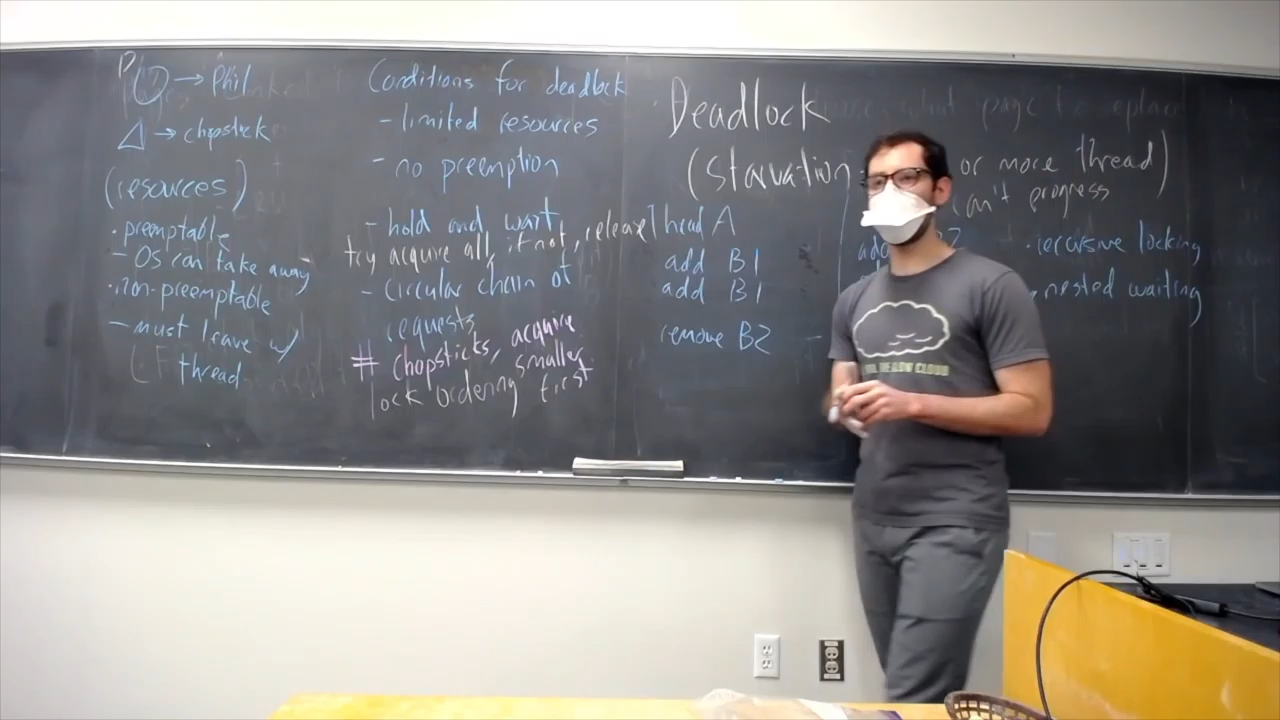 P
→ Phil
△ → chopstick
(resources)
· preemptable
- OS can take away
· non-preemptable
- must leave w/
thread
Conditions for deadlock
- limited resources
- no preemption
- hold and wait
try acquire all, if not, release
- circular chain of
requests
# chopsticks, acquire
smaller
lock ordering first
Deadlock
(starvation: or more thread)
can't progress
Thread A
add B1
add B1
remove B2
· recursive locking
· nested waiting